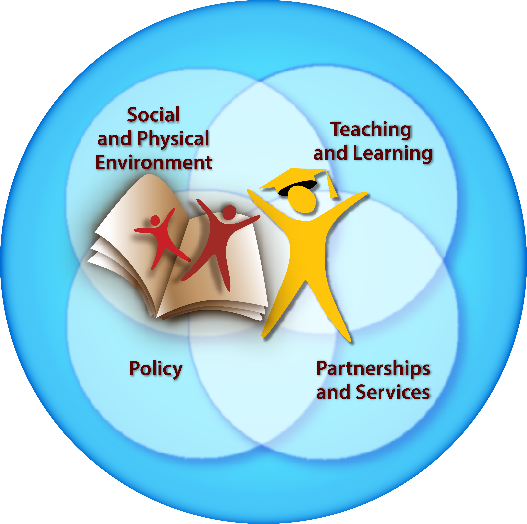 Social
and Physical
Environment
Teaching
and Learning
Policy
Partnerships
and Services